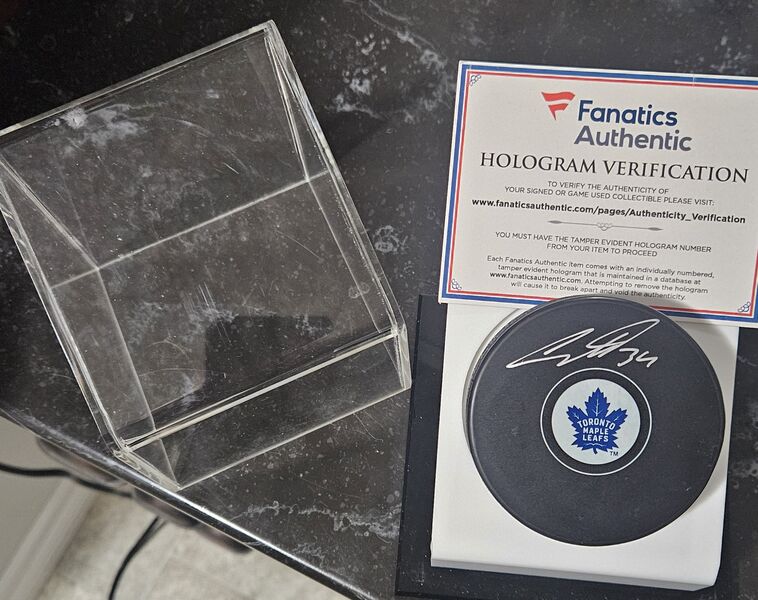 Fanatics
Authentic
HOLOGRAM VERIFICATION
TO VERIFY THE AUTHENTICITY OF
YOUR SIGNED OR GAME USED COLLECTIBLE PLEASE VISIT:
www.fanaticsauthentic.com/pages/Authenticity_Verification
YOU MUST HAVE THE TAMPER EVIDENT HOLOGRAM NUMBER
FROM YOUR ITEM TO PROCEED
Each Fanatics Authentic item comes with an individually numbered,
tamper evident hologram that is maintained in a database at
www.fanaticsauthentic.com. Attempting to remove the hologram
will cause it to break apart and void the authenticity.
34
TORONTO
MAPLE
LEAFS
TM